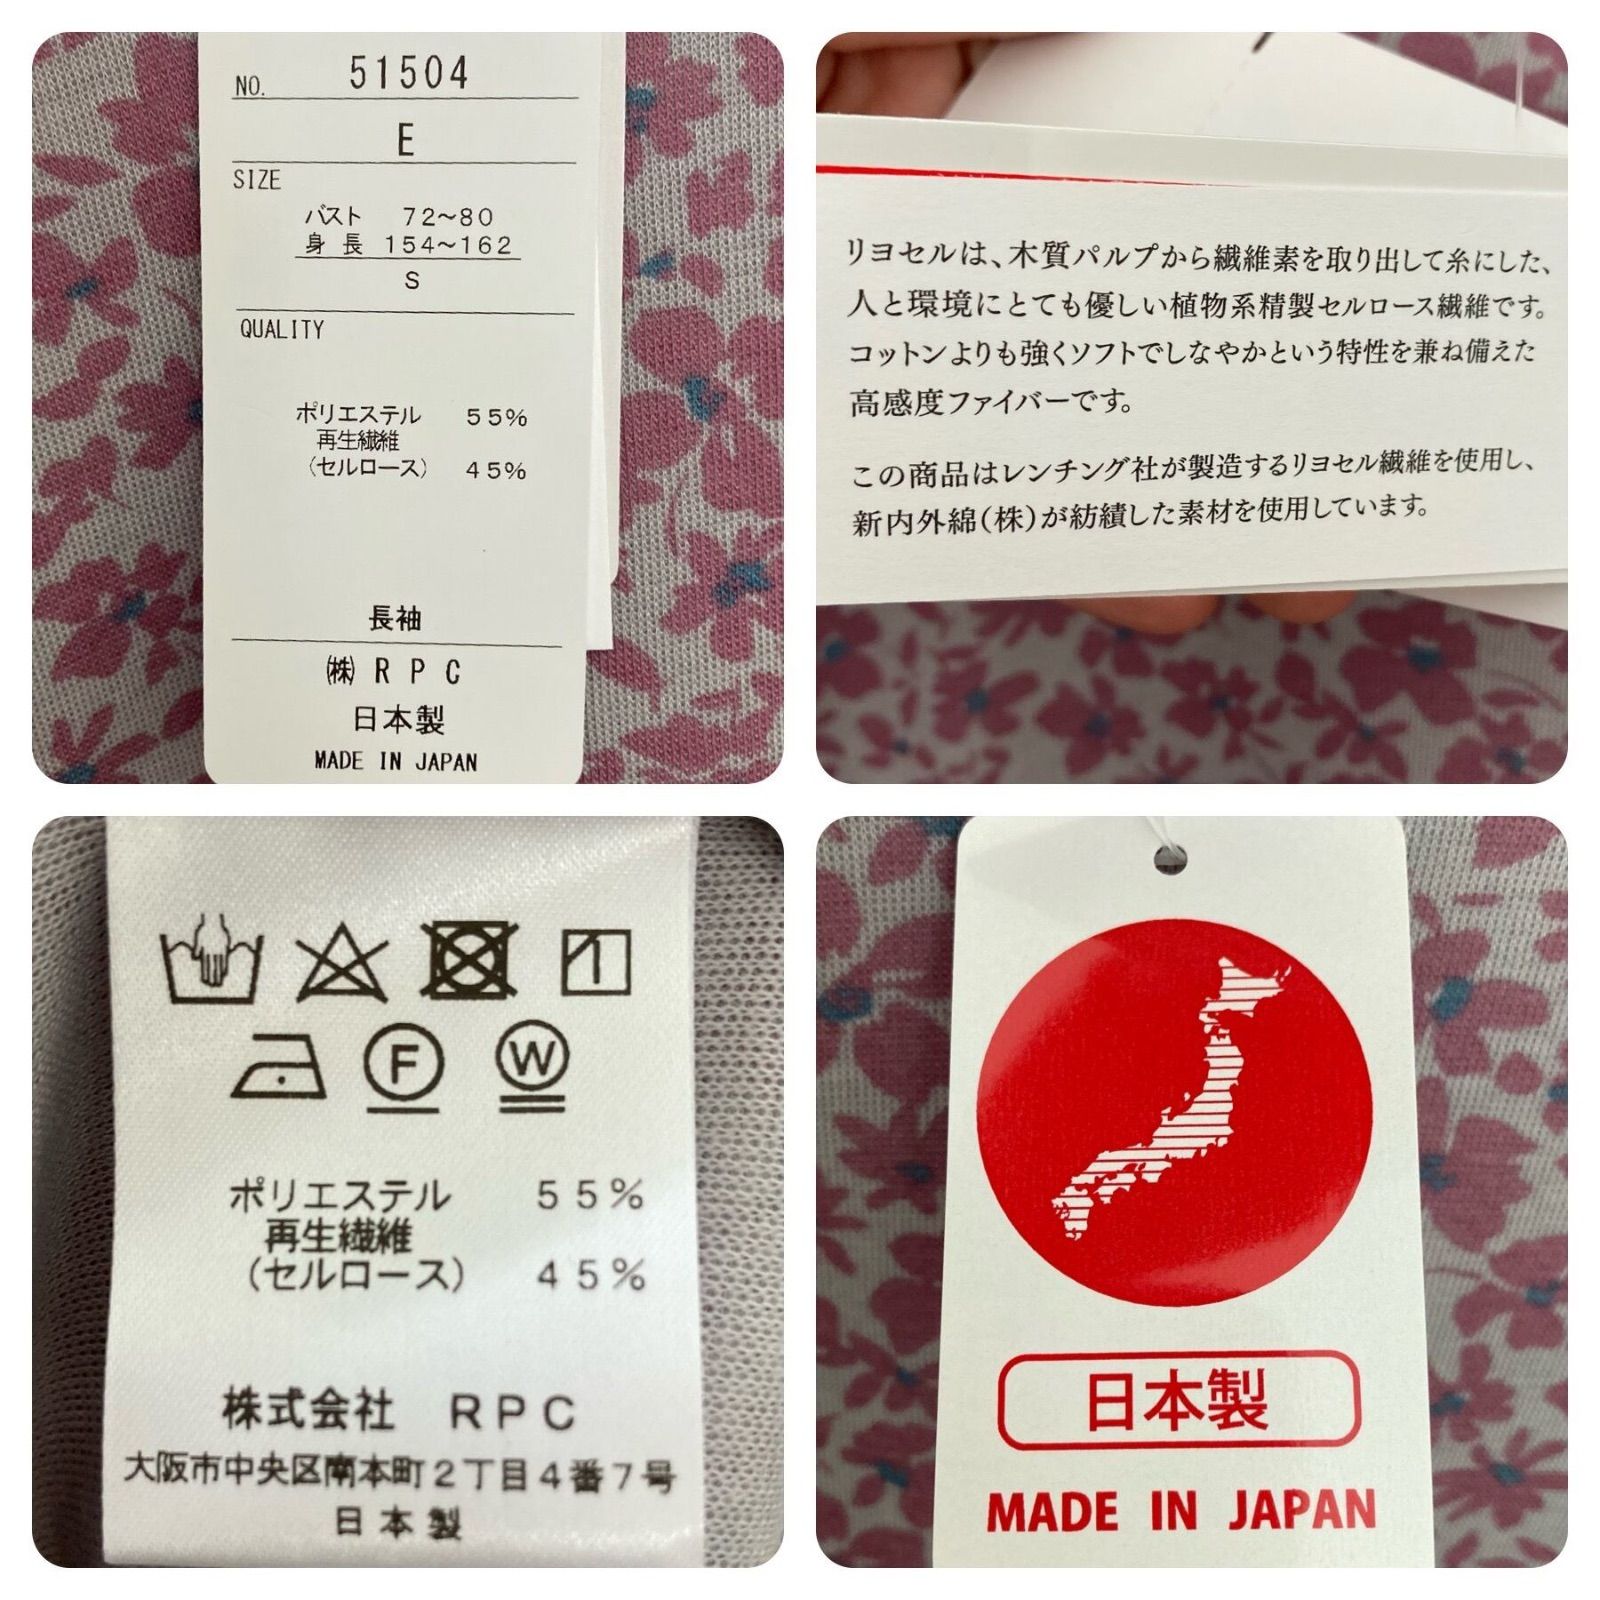 NO. 51504
E
SIZE
バスト 72～80
身長 154～162
S
QUALITY
ポリエステル 55%
再生繊維
(セルロース) 45%
長袖
㈱RPC
日本製
MADE IN JAPAN
リヨセルは、木質パルプから繊維素を取り出して糸にした、
人と環境にとても優しい植物系精製セルロース繊維です。
コットンよりも強くソフトでしなやかという特性を兼ね備えた
高感度ファイバーです。
この商品はレンチング社が製造するリヨセル繊維を使用し、
新内外綿(株)が紡績した素材を使用しています。
F W
ポリエステル 55%
再生繊維
(セルロース) 45%
株式会社 RPC
大阪市中央区南本町2丁目4番7号
日本製
日本製
MADE IN JAPAN